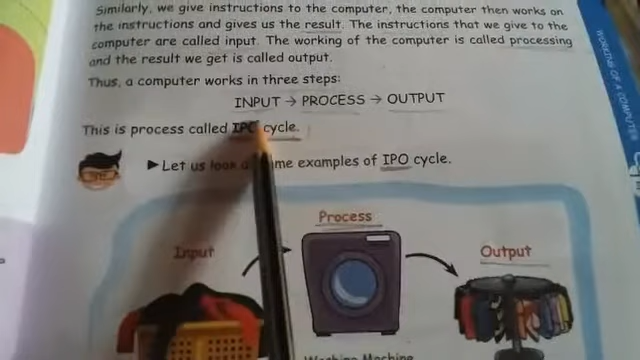 Similarly, we give instructions to the computer, the computer then works on
the instructions and gives us the result. The instructions that we give to the
computer are called input. The working of the computer is called processing
and the result we get is called output.
Thus, a computer works in three steps:
INPUT → PROCESS → OUTPUT
This is process called IPO cycle.
▶ Let us look examples of IPO cycle.
Process
Input
Output
Washing Machine
WORKING OF A COMPUTER